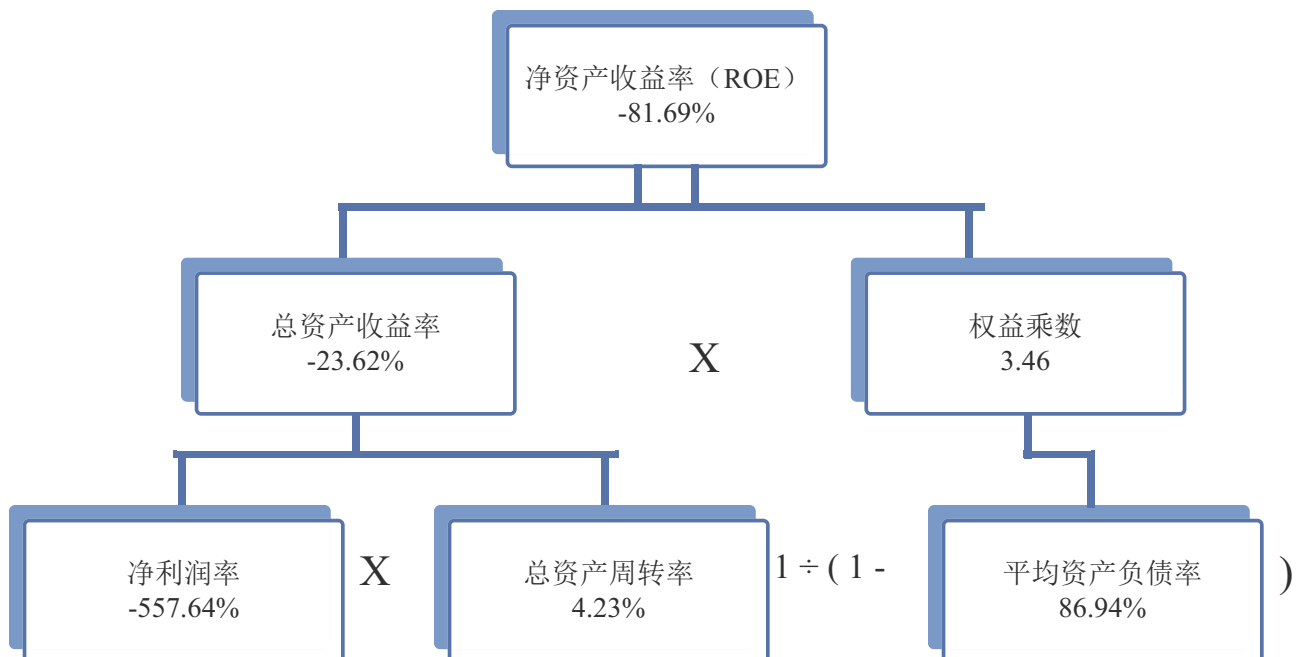 净资产收益率（ROE）
-81.69%
总资产收益率
-23.62%
X
权益乘数
3.46
净利润率
-557.64%
X
总资产周转率
4.23%
1 ÷ ( 1 -
平均资产负债率
86.94%
)